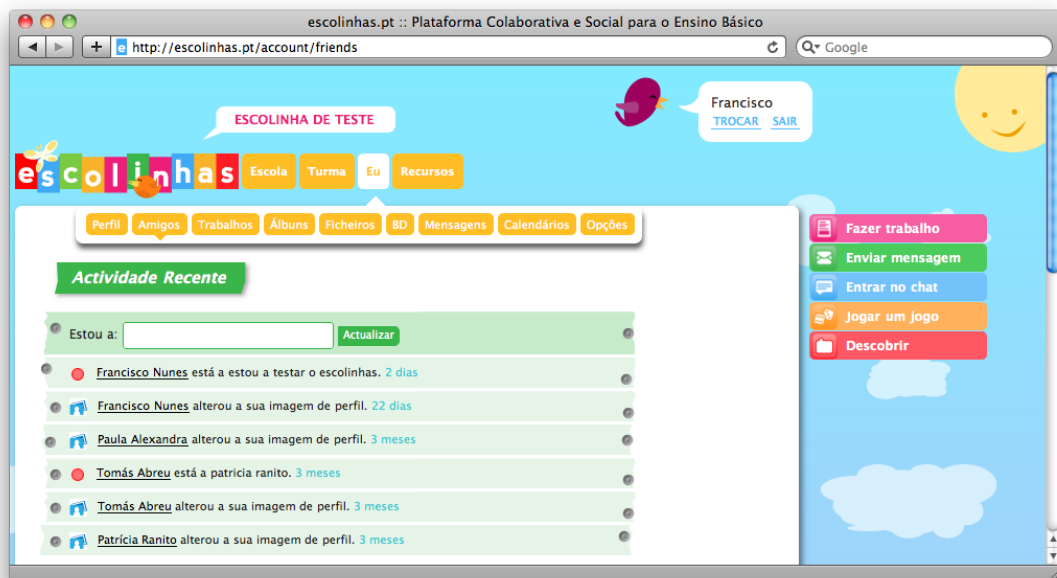 escolinhas.pt :: Plataforma Colaborativa e Social para o Ensino Básico
http://escolinhas.pt/account/friends
Google
Francisco
TROCAR SAIR
ESCOLINHA DE TESTE
escolinhas Escola Turma Eu Recursos
Perfil Amigos Trabalhos Álbuns Ficheiros BD Mensagens Calendários Opções
Fazer trabalho
Enviar mensagem
Entrar no chat
Jogar um jogo
Descobrir
Actividade Recente
Estou a: Actualizar
Francisco Nunes está a estou a testar o escolinhas. 2 dias
Francisco Nunes alterou a sua imagem de perfil. 22 dias
Paula Alexandra alterou a sua imagem de perfil. 3 meses
Tomás Abreu está a patricia ranito. 3 meses
Tomás Abreu alterou a sua imagem de perfil. 3 meses
Patrícia Ranito alterou a sua imagem de perfil. 3 meses